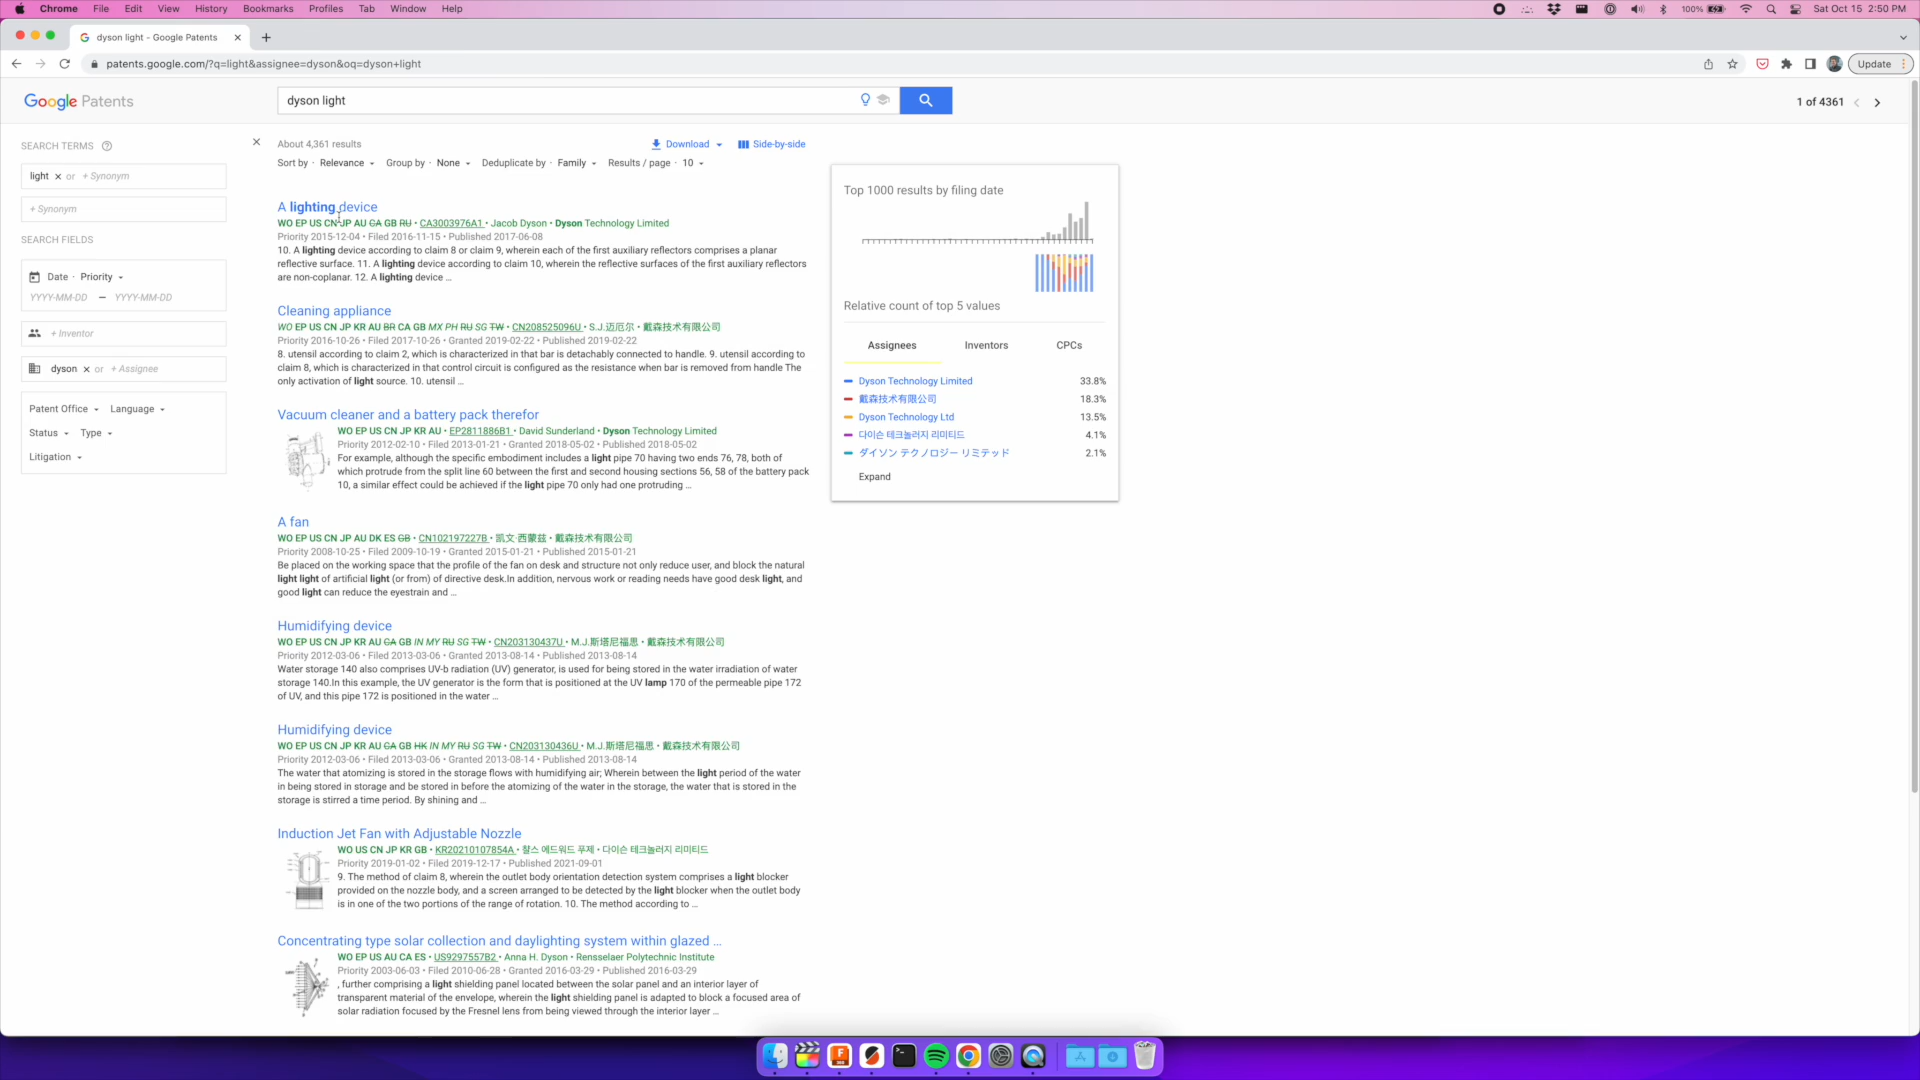 Chrome File Edit View History Bookmarks Profiles Tab Window Help
100% Sat Oct 15 2:50 PM
dyson light - Google Patents
patents.google.com/?q=light&assignee=dyson&oq=dyson+light
Update
Google Patents
dyson light
1 of 4361
SEARCH TERMS
light × or + Synonym
+ Synonym
SEARCH FIELDS
Date · Priority
YYYY-MM-DD – YYYY-MM-DD
+ Inventor
dyson × or + Assignee
Patent Office Language
Status Type
Litigation
About 4,361 results
Download Side-by-side
Sort by · Relevance Group by · None Deduplicate by · Family Results / page · 10
A lighting device
WO EP US CN JP AU CA GB RU • CA3003976A1 • Jacob Dyson • Dyson Technology Limited
Priority 2015-12-04 • Filed 2016-11-15 • Published 2017-06-08
10. A lighting device according to claim 8 or claim 9, wherein each of the first auxiliary reflectors comprises a planar
reflective surface. 11. A lighting device according to claim 10, wherein the reflective surfaces of the first auxiliary reflectors
are non-coplanar. 12. A lighting device ...
Cleaning appliance
WO EP US CN JP KR AU BR CA GB MX PH RU SG TW • CN208525096U • S.J.迈厄尔 • 戴森技术有限公司
Priority 2016-10-26 • Filed 2017-10-26 • Granted 2019-02-22 • Published 2019-02-22
8. utensil according to claim 2, which is characterized in that bar is detachably connected to handle. 9. utensil according to
claim 8, which is characterized in that control circuit is configured as the resistance when bar is removed from handle The
only activation of light source. 10. utensil ...
Vacuum cleaner and a battery pack therefor
WO EP US CN JP KR AU • EP2811886B1 • David Sunderland • Dyson Technology Limited
Priority 2012-02-10 • Filed 2013-01-21 • Granted 2018-05-02 • Published 2018-05-02
For example, although the specific embodiment includes a light pipe 70 having two ends 76, 78, both of
which protrude from the split line 60 between the first and second housing sections 56, 58 of the battery pack
10, a similar effect could be achieved if the light pipe 70 only had one protruding ...
A fan
WO EP US CN JP AU DK ES GB • CN102197227B • 凯文·西蒙兹 • 戴森技术有限公司
Priority 2008-10-25 • Filed 2009-10-19 • Granted 2015-01-21 • Published 2015-01-21
Be placed on the working space that the profile of the fan on desk and structure not only reduce user, and block the natural
light light of artificial light (or from) of directive desk.In addition, nervous work or reading needs have good desk light, and
good light can reduce the eyestrain and ...
Humidifying device
WO EP US CN JP KR AU CA GB IN MY RU SG TW • CN203130437U • M.J.斯塔尼福思 • 戴森技术有限公司
Priority 2012-03-06 • Filed 2013-03-06 • Granted 2013-08-14 • Published 2013-08-14
Water storage 140 also comprises UV-b radiation (UV) generator, is used for being stored in the water irradiation of water
storage 140.In this example, the UV generator is the form that is positioned at the UV lamp 170 of the permeable pipe 172
of UV, and this pipe 172 is positioned in the water ...
Humidifying device
WO EP US CN JP KR AU CA GB HK IN MY RU SG TW • CN203130436U • M.J.斯塔尼福思 • 戴森技术有限公司
Priority 2012-03-06 • Filed 2013-03-06 • Granted 2013-08-14 • Published 2013-08-14
The water that atomizing is stored in the storage flows with humidifying air; Wherein between the light period of the water
in being stored in storage and be stored in before the atomizing of the water in the storage, the water that is stored in the
storage is stirred a time period. By shining and ...
Induction Jet Fan with Adjustable Nozzle
WO US CN JP KR GB • KR20210107854A • 찰스 에드워드 푸제 • 다이슨 테크놀러지 리미티드
Priority 2019-01-02 • Filed 2019-12-17 • Published 2021-09-01
9. The method of claim 8, wherein the outlet body orientation detection system comprises a light blocker
provided on the nozzle body, and a screen arranged to be detected by the light blocker when the outlet body
is in one of the two portions of the range of rotation. 10. The method according to ...
Concentrating type solar collection and daylighting system within glazed ...
WO EP US AU CA ES • US9297557B2 • Anna H. Dyson • Rensselaer Polytechnic Institute
Priority 2003-06-03 • Filed 2010-06-28 • Granted 2016-03-29 • Published 2016-03-29
, further comprising a light shielding panel located between the solar panel and an interior layer of
transparent material of the envelope, wherein the light shielding panel is adapted to block a focused area of
solar radiation focused by the Fresnel lens from being viewed through the interior layer ...
Top 1000 results by filing date
Relative count of top 5 values
Assignees Inventors CPCs
Dyson Technology Limited 33.8%
戴森技术有限公司 18.3%
Dyson Technology Ltd 13.5%
다이슨 테크놀러지 리미티드 4.1%
ダイソン テクノロジー リミテッド 2.1%
Expand